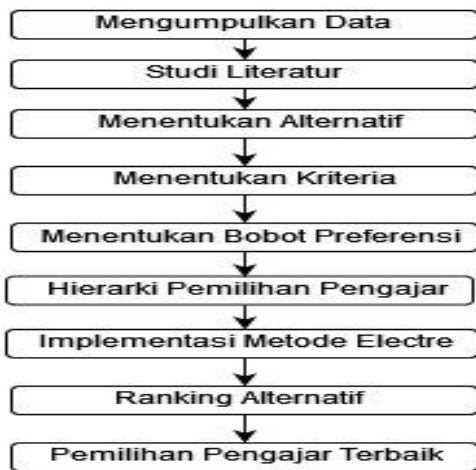 Mengumpulkan Data
Studi Literatur
Menentukan Alternatif
Menentukan Kriteria
Menentukan Bobot Preferensi
Hierarki Pemilihan Pengajar
Implementasi Metode Electre
Ranking Alternatif
Pemilihan Pengajar Terbaik